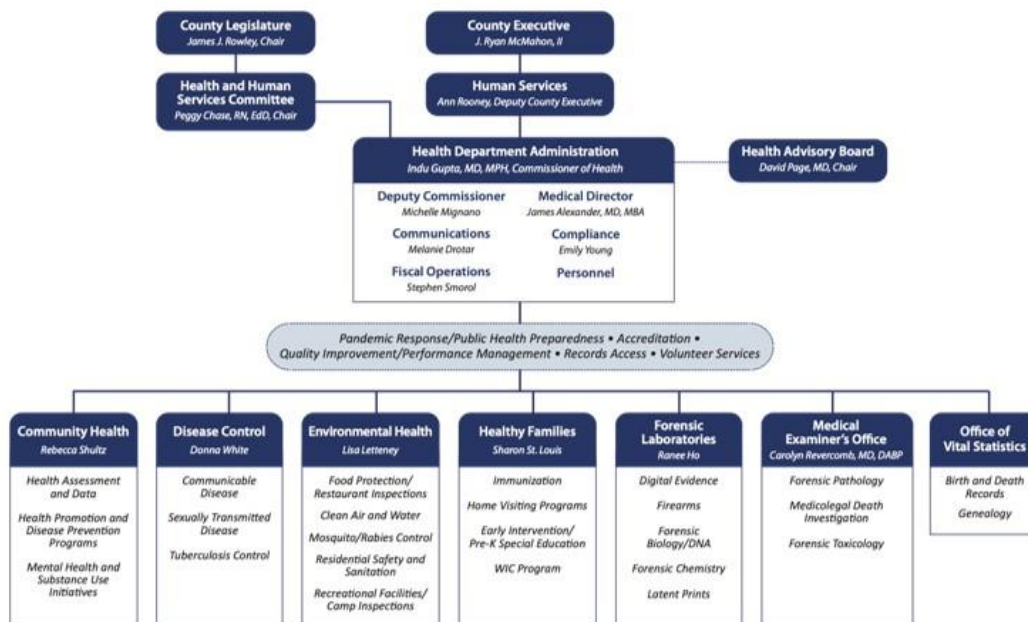 County Legislature
James J. Rowley, Chair
County Executive
J. Ryan McMahon, II
Health and Human
Services Committee
Peggy Chase, RN, EdD, Chair
Human Services
Ann Rooney, Deputy County Executive
Health Department Administration
Indu Gupta, MD, MPH, Commissioner of Health
Health Advisory Board
David Page, MD, Chair
Deputy Commissioner
Michelle Mignano
Medical Director
James Alexander, MD, MBA
Communications
Melanie Drotar
Compliance
Emily Young
Fiscal Operations
Stephen Smorol
Personnel
Pandemic Response/Public Health Preparedness • Accreditation •
Quality Improvement/Performance Management • Records Access • Volunteer Services
Community Health
Rebecca Shultz
Health Assessment
and Data
Health Promotion and
Disease Prevention
Programs
Mental Health and
Substance Use
Initiatives
Disease Control
Donna White
Communicable
Disease
Sexually Transmitted
Disease
Tuberculosis Control
Environmental Health
Lisa Letteney
Food Protection/
Restaurant Inspections
Clean Air and Water
Mosquito/Rabies Control
Residential Safety and
Sanitation
Recreational Facilities/
Camp Inspections
Healthy Families
Sharon St. Louis
Immunization
Home Visiting Programs
Early Intervention/
Pre-K Special Education
WIC Program
Forensic
Laboratories
Ranee Ho
Digital Evidence
Firearms
Forensic
Biology/DNA
Forensic Chemistry
Latent Prints
Medical
Examiner's Office
Carolyn Revercomb, MD, DABP
Forensic Pathology
Medicolegal Death
Investigation
Forensic Toxicology
Office of
Vital Statistics
Birth and Death
Records
Genealogy